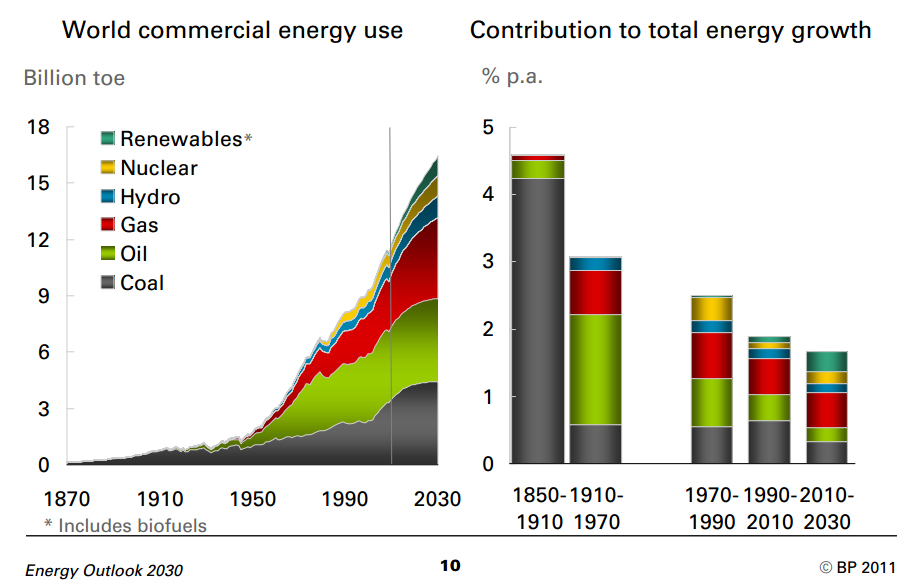 World commercial energy use
Billion toe
18
15
12
9
6
3
0
Renewables*
Nuclear
Hydro
Gas
Oil
Coal
1870 1910 1950 1990 2030
* Includes biofuels
Contribution to total energy growth
% p.a.
5
4
3
2
1
0
1850- 1910- 1970- 1990- 2010-
1910 1970 1990 2010 2030
Energy Outlook 2030
10
© BP 2011